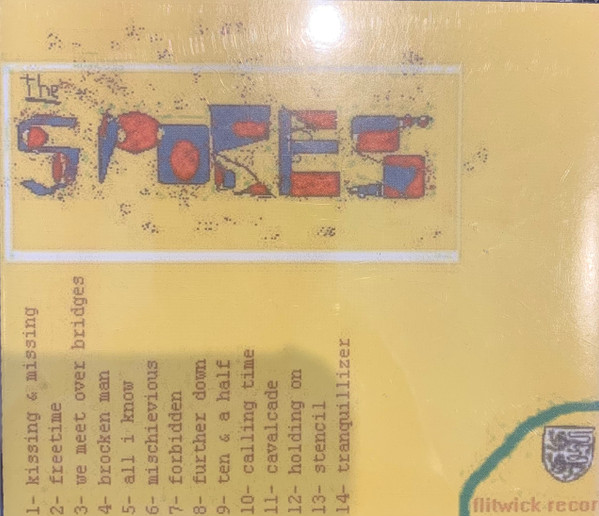 the
SPORES
1- kissing & missing
2- freetime
3- we meet over bridges
4- brocken man
5- all i know
6- mischievious
7- forbidden
8- further down
9- ten & a half
10- calling time
11- cavalcade
12- holding on
13- stencil
14- tranquillizer
flitwick-recor